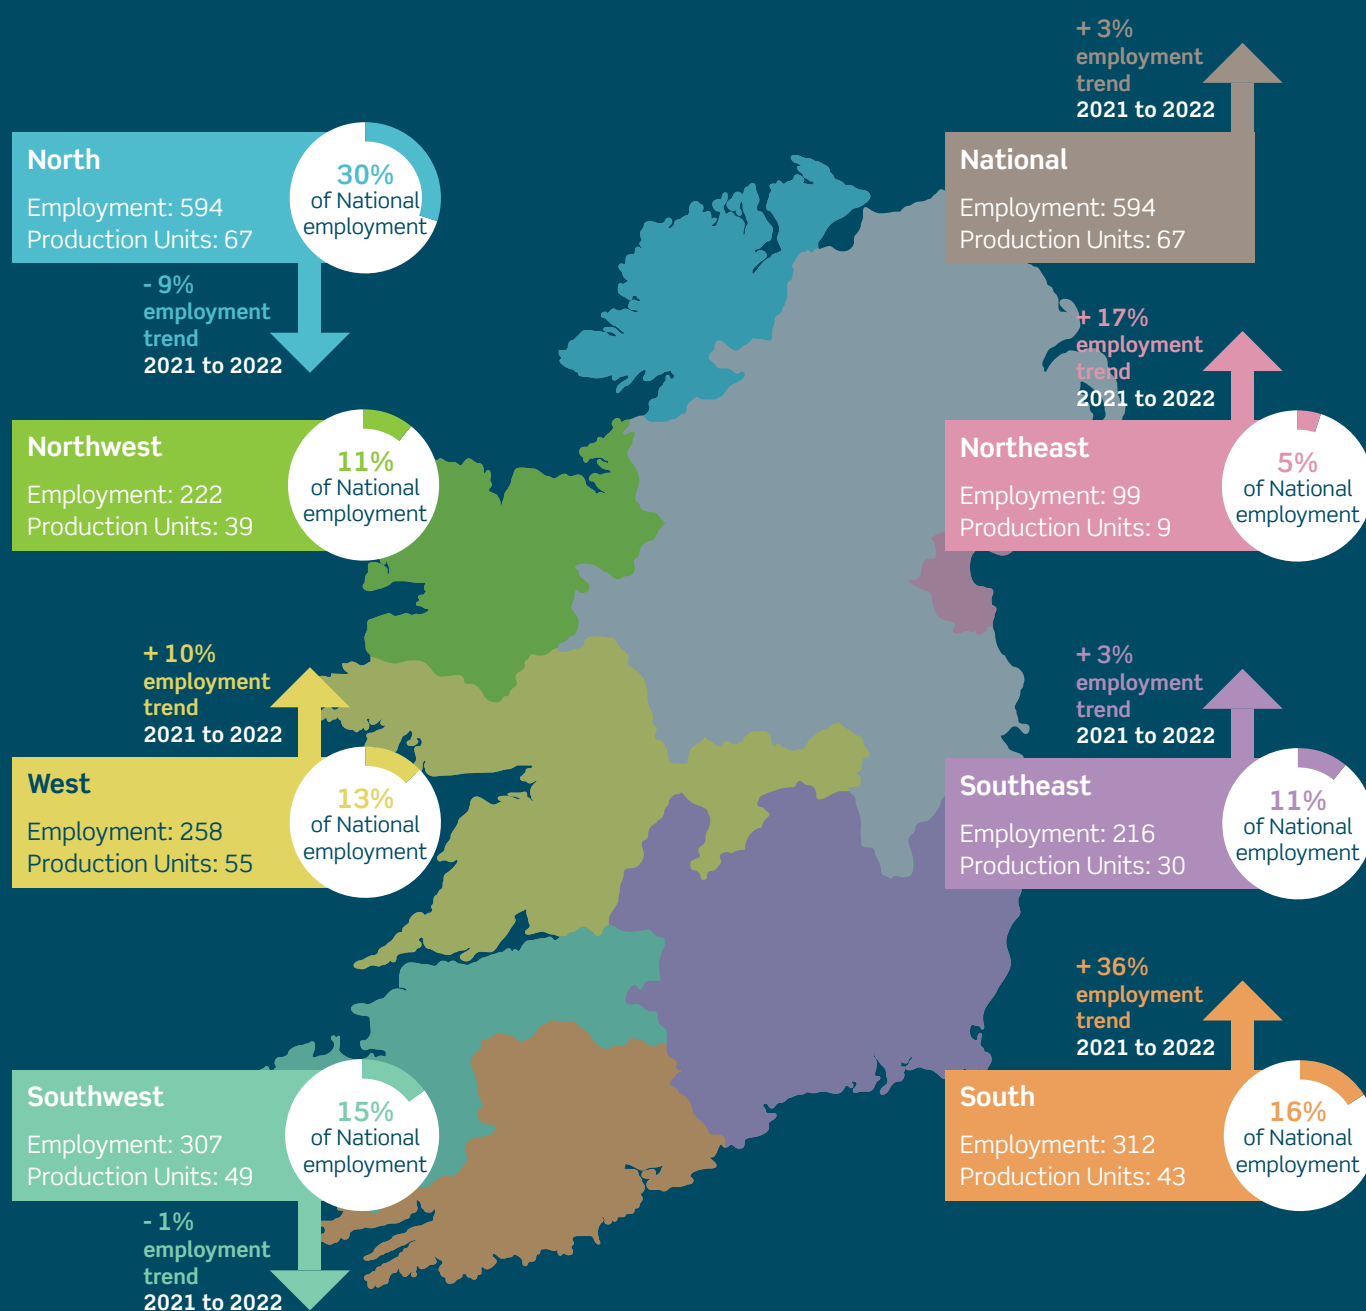 North
Employment: 594
Production Units: 67
30%
of National
employment
- 9%
employment
trend
2021 to 2022
+ 3%
employment
trend
2021 to 2022
National
Employment: 594
Production Units: 67
Northwest
Employment: 222
Production Units: 39
11%
of National
employment
+ 17%
employment
trend
2021 to 2022
Northeast
Employment: 99
Production Units: 9
5%
of National
employment
+ 10%
employment
trend
2021 to 2022
West
Employment: 258
Production Units: 55
13%
of National
employment
+ 3%
employment
trend
2021 to 2022
Southeast
Employment: 216
Production Units: 30
11%
of National
employment
Southwest
Employment: 307
Production Units: 49
15%
of National
employment
- 1%
employment
trend
2021 to 2022
+ 36%
employment
trend
2021 to 2022
South
Employment: 312
Production Units: 43
16%
of National
employment